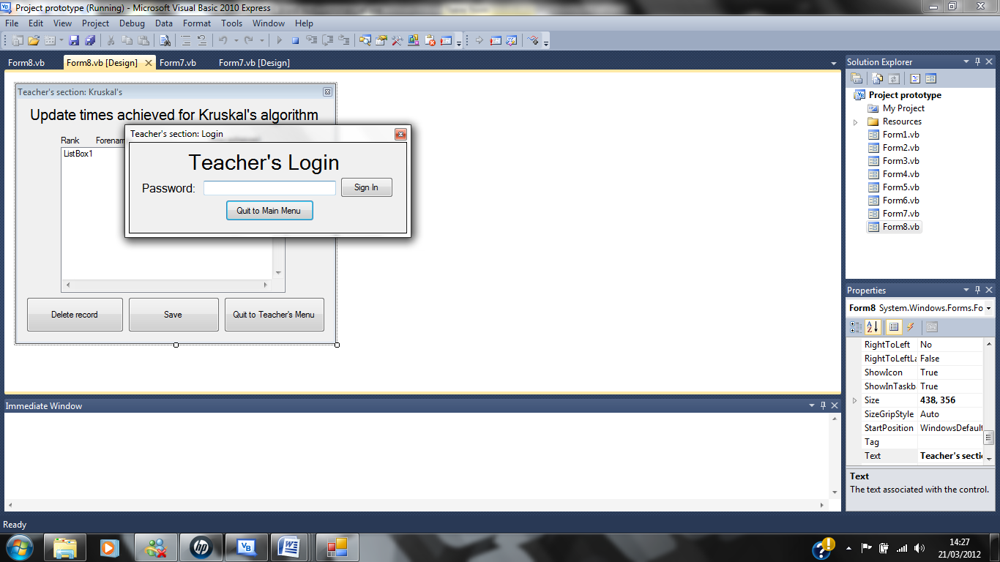 Project prototype (Running) - Microsoft Visual Basic 2010 Express
File Edit View Project Debug Data Format Tools Window Help
Form8.vb Form8.vb [Design] Form7.vb Form7.vb [Design]
Teacher's section: Kruskal's
Update times achieved for Kruskal's algorithm
Rank Forenam
ListBox1
Delete record Save Quit to Teacher's Menu
Teacher's section: Login
Teacher's Login
Password: Sign In
Quit to Main Menu
Immediate Window
Solution Explorer
Project prototype
My Project
Resources
Form1.vb
Form2.vb
Form3.vb
Form4.vb
Form5.vb
Form6.vb
Form7.vb
Form8.vb
Properties
Form8 System.Windows.Forms.Fo
RightToLeft No
RightToLeftLa False
ShowIcon True
ShowInTaskb True
Size 438, 356
SizeGripStyle Auto
StartPosition WindowsDefault
Tag
Text Teacher's secti
Text
The text associated with the control.
Ready
14:27
21/03/2012